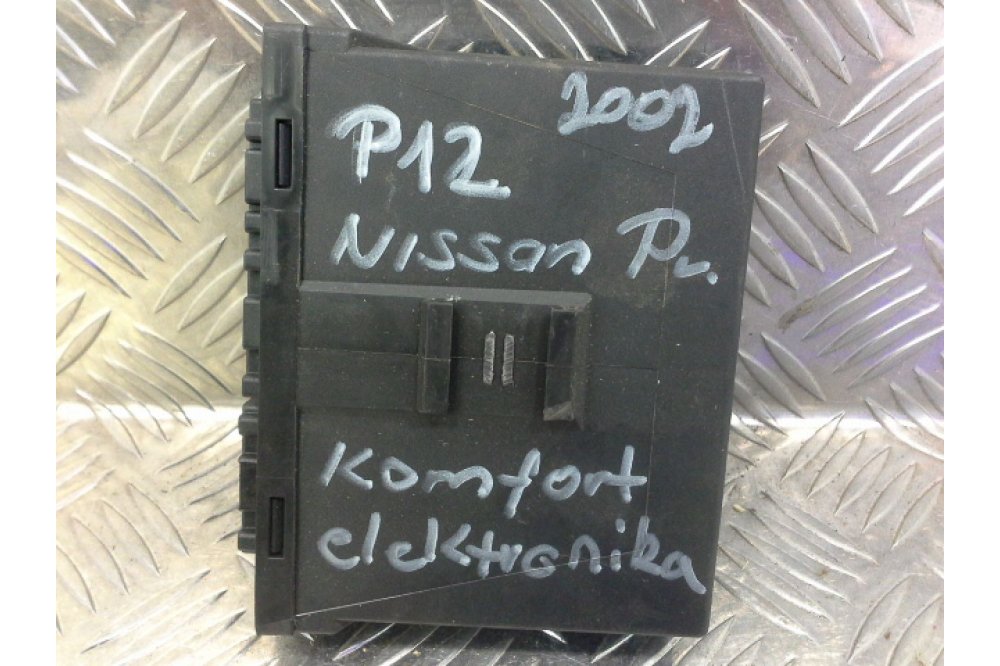 2002
P12
Nissan Pr.
Komfort
elektronika